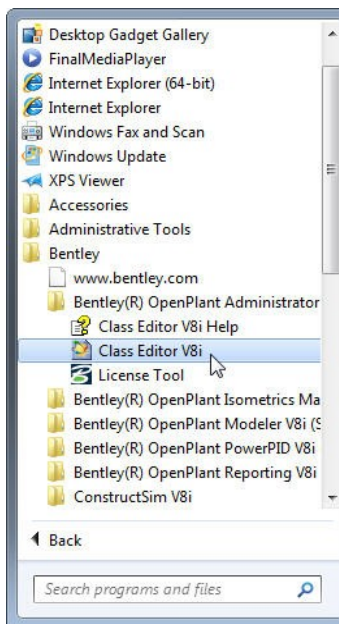 Desktop Gadget Gallery
FinalMediaPlayer
Internet Explorer (64-bit)
Internet Explorer
Windows Fax and Scan
Windows Update
XPS Viewer
Accessories
Administrative Tools
Bentley
www.bentley.com
Bentley(R) OpenPlant Administrator
Class Editor V8i Help
Class Editor V8i
License Tool
Bentley(R) OpenPlant Isometrics Ma
Bentley(R) OpenPlant Modeler V8i (S
Bentley(R) OpenPlant PowerPID V8i
Bentley(R) OpenPlant Reporting V8i
ConstructSim V8i
Back
Search programs and files